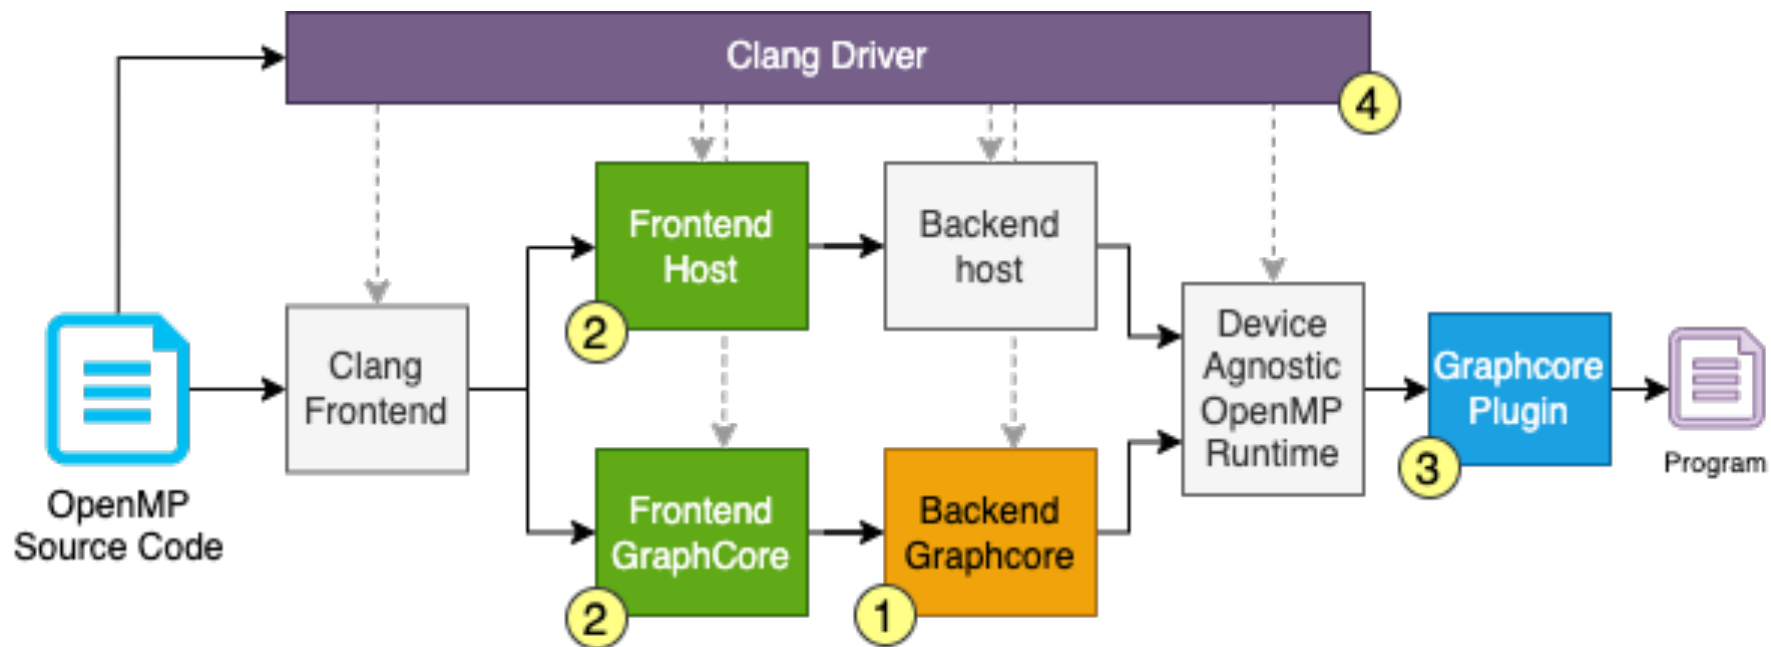 Clang Driver
4
Frontend
Host
2
Backend
host
Clang
Frontend
Device
Agnostic
OpenMP
Runtime
Graphcore
Plugin
3
Program
OpenMP
Source Code
Frontend
GraphCore
2
Backend
Graphcore
1